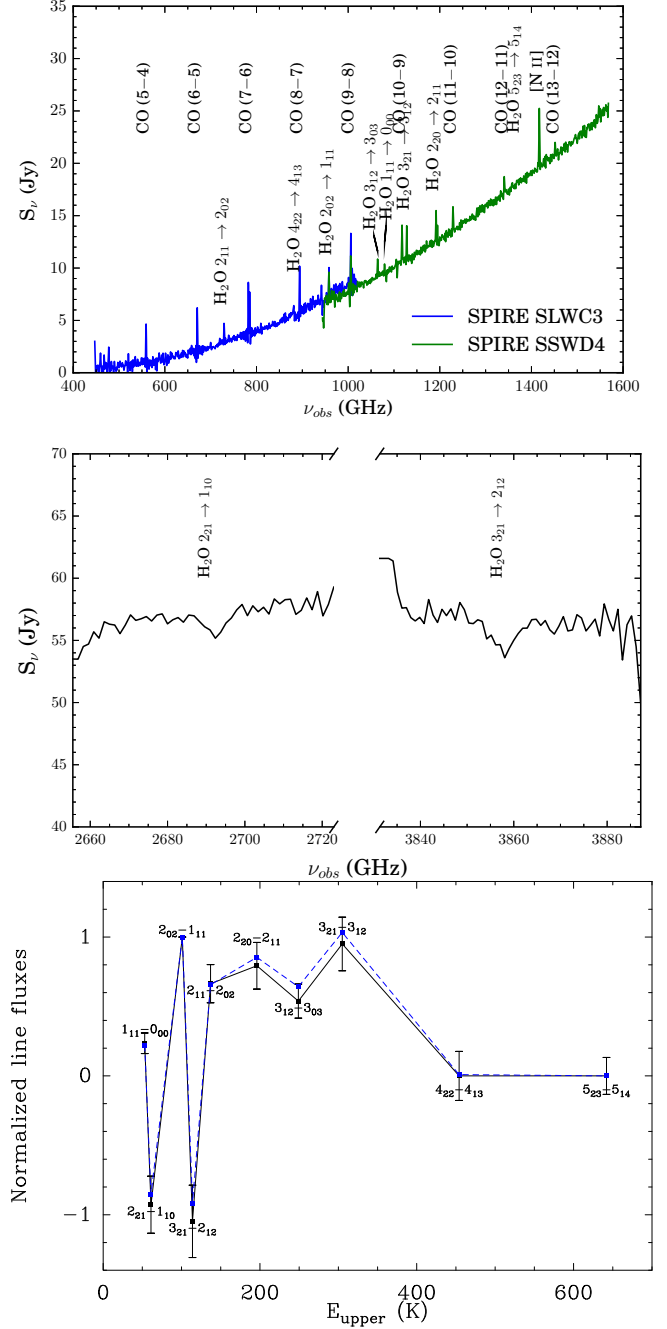 35
30
25
20
15
10
5
0
S_ν (Jy)
CO (5−4)
CO (6−5)
CO (7−6)
CO (8−7)
CO (9−8)
CO (10−9)
CO (11−10)
CO (12−11)
CO (13−12)
[N II]
H₂O 2₁₁ → 2₀₂
H₂O 4₂₂ → 4₁₃
H₂O 2₀₂ → 1₁₁
H₂O 3₁₂ → 3₀₃
H₂O 1₁₁ → 0₀₀
H₂O 3₂₁ → 3₁₂
H₂O 2₂₀ → 2₁₁
H₂O 5₂₃ → 5₁₄
SPIRE SLWC3
SPIRE SSWD4
400 600 800 1000 1200 1400 1600
ν_obs (GHz)
70
65
60
55
50
45
40
S_ν (Jy)
H₂O 2₂₁ → 1₁₀
H₂O 3₂₁ → 2₁₂
2660 2680 2700 2720 3840 3860 3880
ν_obs (GHz)
1
0
−1
Normalized line fluxes
1₁₁−0₀₀
2₂₁−1₁₀
2₀₂−1₁₁
3₂₁−2₁₂
2₁₁−2₀₂
2₂₀−2₁₁
3₁₂−3₀₃
3₂₁−3₁₂
4₂₂−4₁₃
5₂₃−5₁₄
0 200 400 600
E_upper (K)